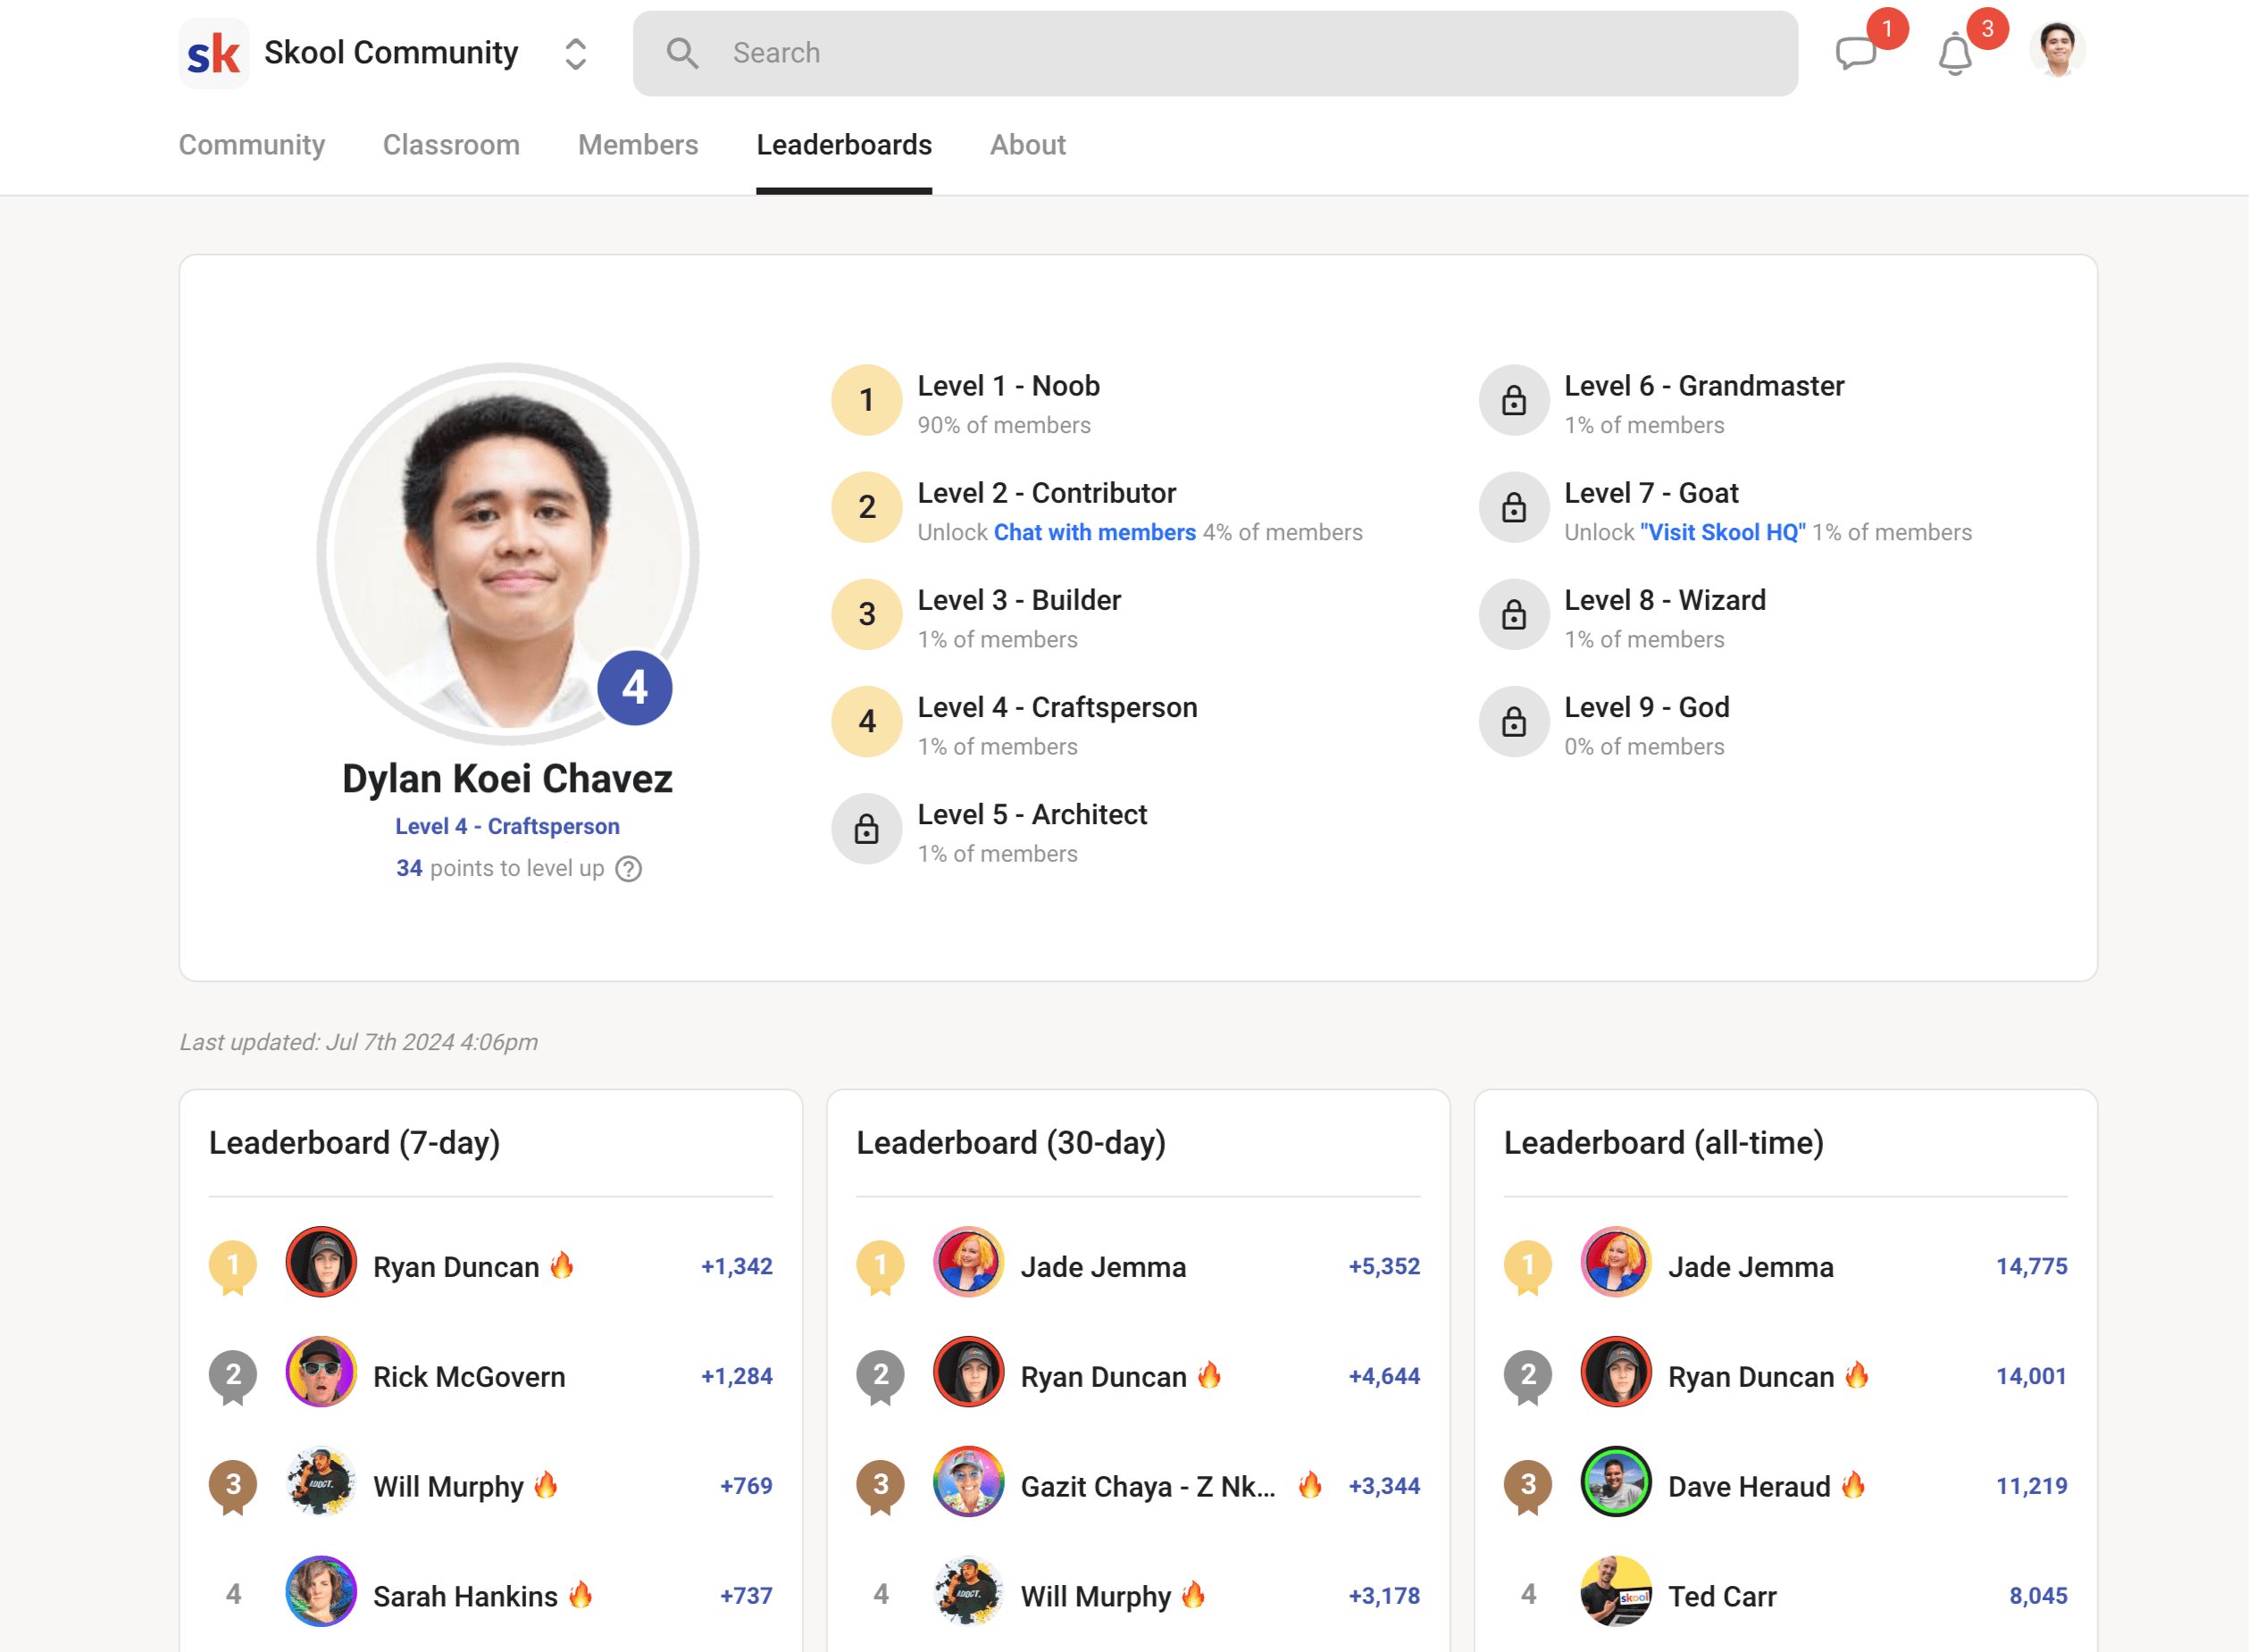 sk Skool Community
Search
1
3
Community Classroom Members Leaderboards About
4
Dylan Koei Chavez
Level 4 - Craftsperson
34 points to level up ?
1 Level 1 - Noob
90% of members
2 Level 2 - Contributor
Unlock Chat with members 4% of members
3 Level 3 - Builder
1% of members
4 Level 4 - Craftsperson
1% of members
Level 5 - Architect
1% of members
Level 6 - Grandmaster
1% of members
Level 7 - Goat
Unlock "Visit Skool HQ" 1% of members
Level 8 - Wizard
1% of members
Level 9 - God
0% of members
Last updated: Jul 7th 2024 4:06pm
Leaderboard (7-day)
1 Ryan Duncan 🔥 +1,342
2 Rick McGovern +1,284
3 Will Murphy 🔥 +769
4 Sarah Hankins 🔥 +737
Leaderboard (30-day)
1 Jade Jemma +5,352
2 Ryan Duncan 🔥 +4,644
3 Gazit Chaya - Z Nk... 🔥 +3,344
4 Will Murphy 🔥 +3,178
Leaderboard (all-time)
1 Jade Jemma 14,775
2 Ryan Duncan 🔥 14,001
3 Dave Heraud 🔥 11,219
4 skool Ted Carr 8,045